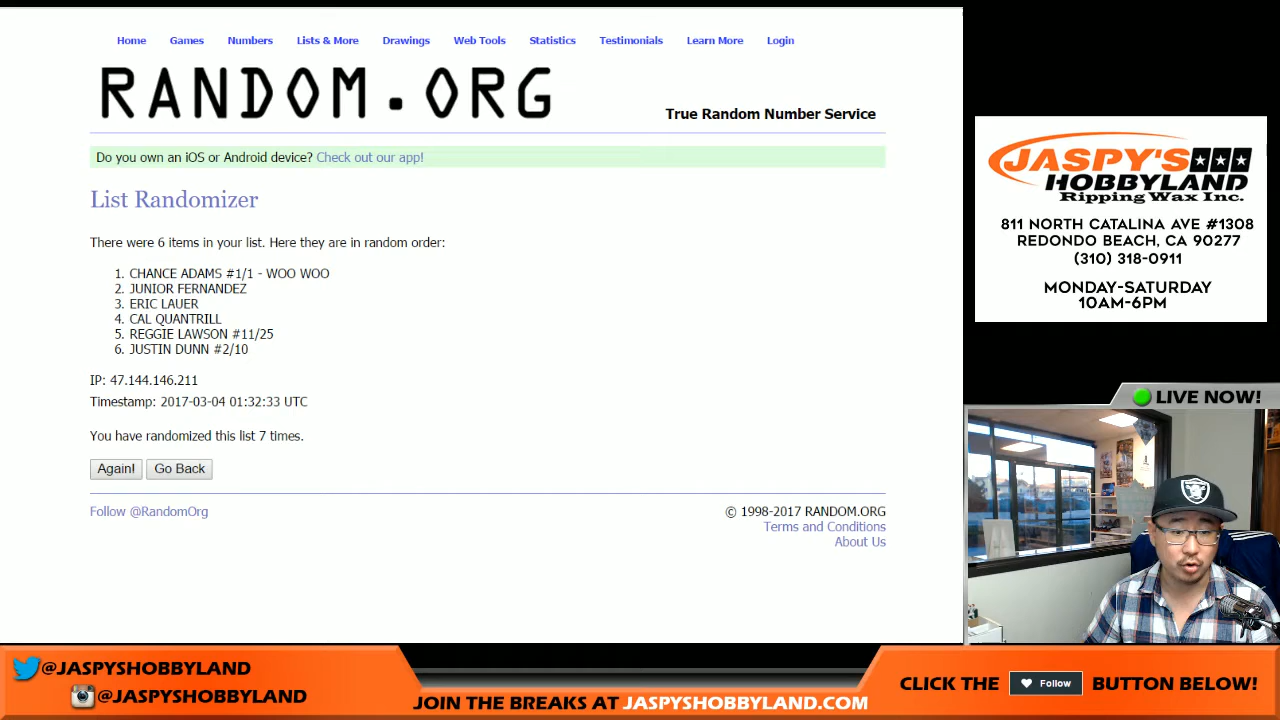 Home Games Numbers Lists & More Drawings Web Tools Statistics Testimonials Learn More Login
RANDOM.ORG
True Random Number Service
Do you own an iOS or Android device? Check out our app!
List Randomizer
There were 6 items in your list. Here they are in random order:
1. CHANCE ADAMS #1/1 - WOO WOO
2. JUNIOR FERNANDEZ
3. ERIC LAUER
4. CAL QUANTRILL
5. REGGIE LAWSON #11/25
6. JUSTIN DUNN #2/10
IP: 47.144.146.211
Timestamp: 2017-03-04 01:32:33 UTC
You have randomized this list 7 times.
Again! Go Back
Follow @RandomOrg
© 1998-2017 RANDOM.ORG
Terms and Conditions
About Us
JASPY'S
HOBBYLAND
Ripping Wax Inc.
811 NORTH CATALINA AVE #1308
REDONDO BEACH, CA 90277
(310) 318-0911
MONDAY-SATURDAY
10AM-6PM
LIVE NOW!
@JASPYSHOBBYLAND
@JASPYSHOBBYLAND
JOIN THE BREAKS AT JASPYSHOBBYLAND.COM
CLICK THE Follow BUTTON BELOW!